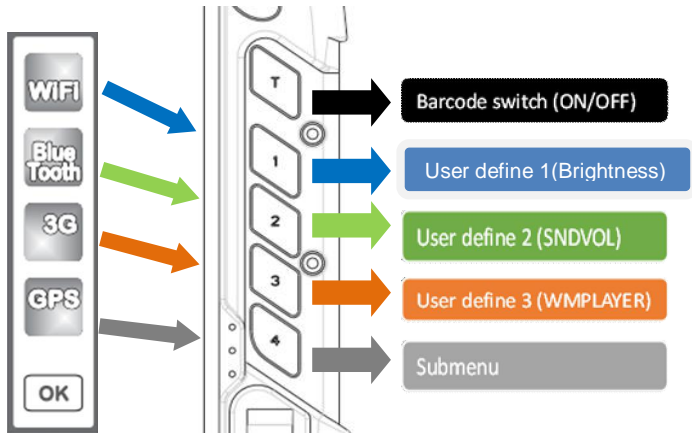 WiFi
Blue
Tooth
3G
GPS
OK
T
1
2
3
4
Barcode switch (ON/OFF)
User define 1(Brightness)
User define 2 (SNDVOL)
User define 3 (WMPLAYER)
Submenu